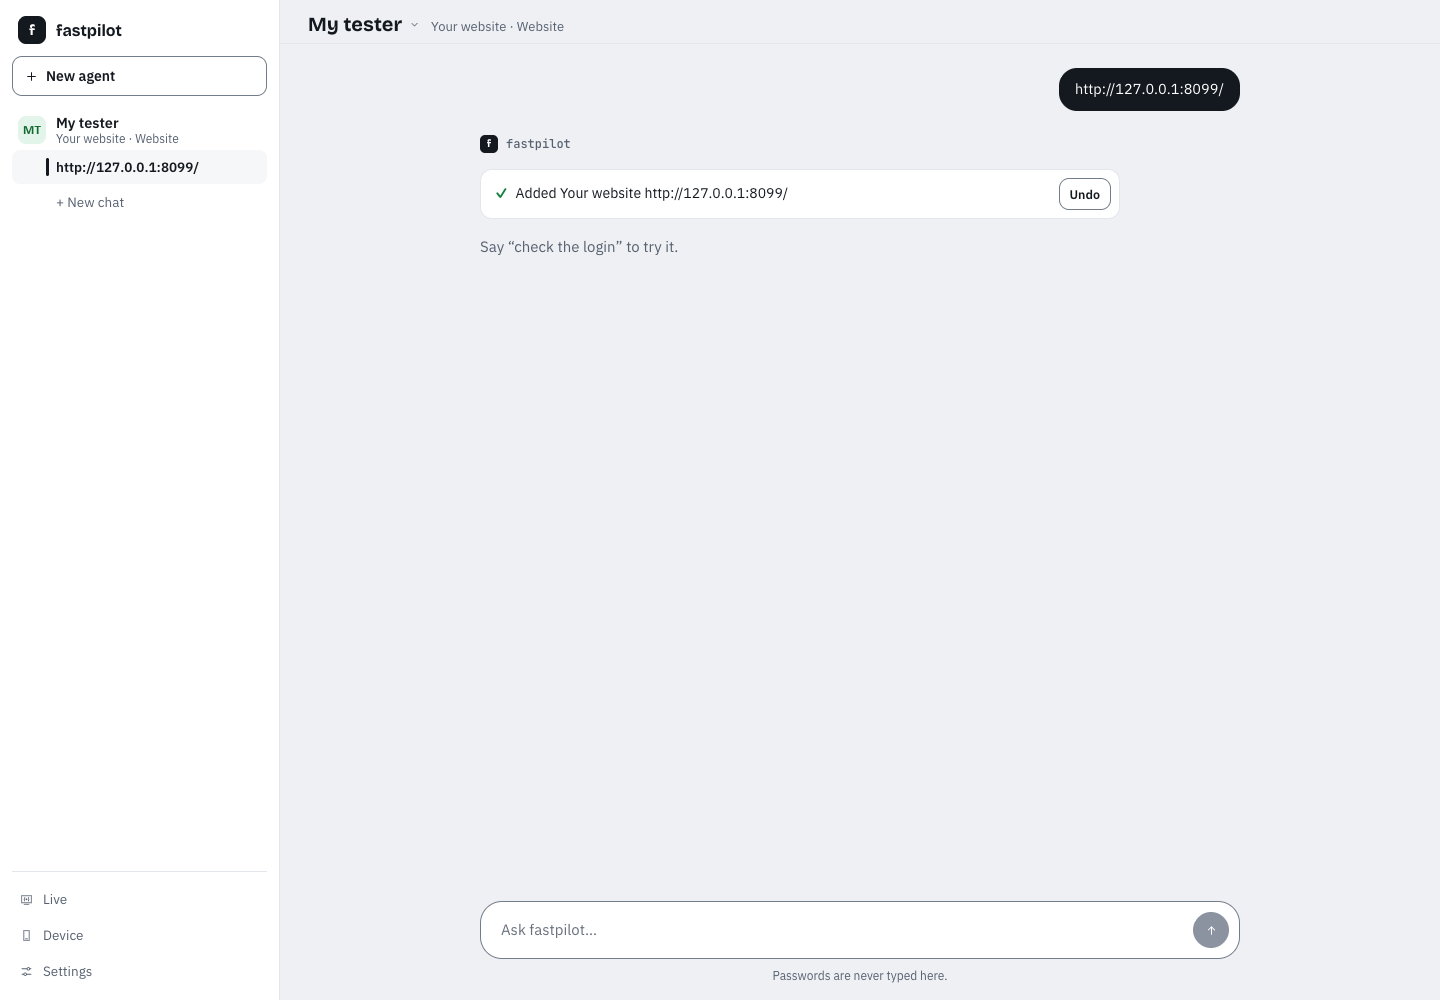 f fastpilot
+ New agent
MT My tester
Your website · Website
http://127.0.0.1:8099/
+ New chat
Live
Device
Settings
My tester Your website · Website
http://127.0.0.1:8099/
f fastpilot
Added Your website http://127.0.0.1:8099/ Undo
Say “check the login” to try it.
Ask fastpilot...
Passwords are never typed here.